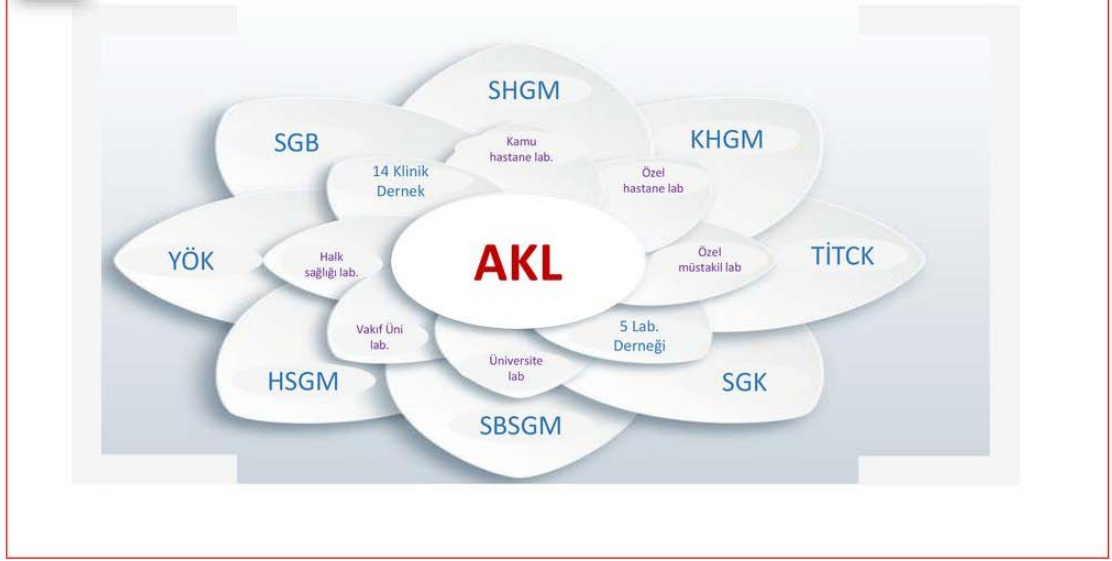 SHGM
SGB
KHGM
Kamu
hastane lab.
14 Klinik
Dernek
Özel
hastane lab
YÖK
Halk
sağlığı lab.
AKL
Özel
müstakil lab
TİTCK
Vakıf Üni
lab.
5 Lab.
Derneği
Üniversite
lab
HSGM
SGK
SBSGM